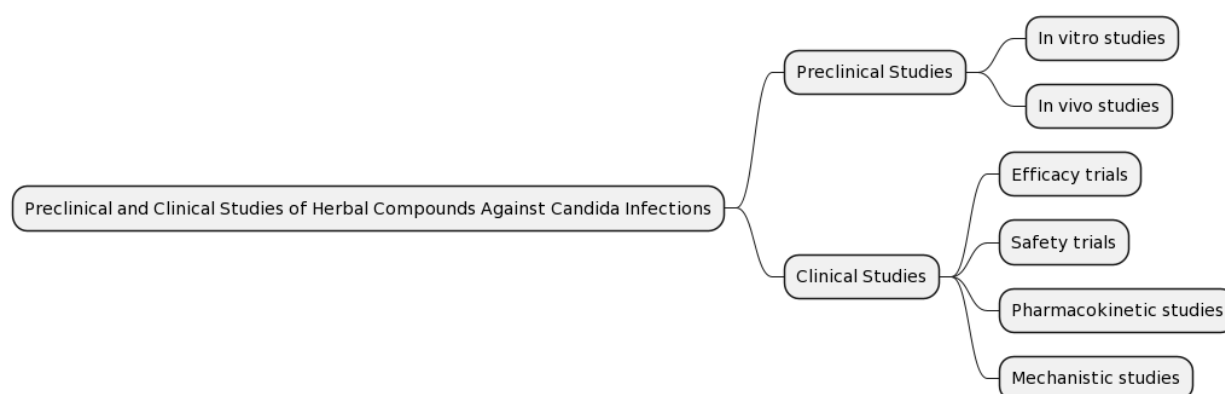 Preclinical and Clinical Studies of Herbal Compounds Against Candida Infections
Preclinical Studies
In vitro studies
In vivo studies
Clinical Studies
Efficacy trials
Safety trials
Pharmacokinetic studies
Mechanistic studies